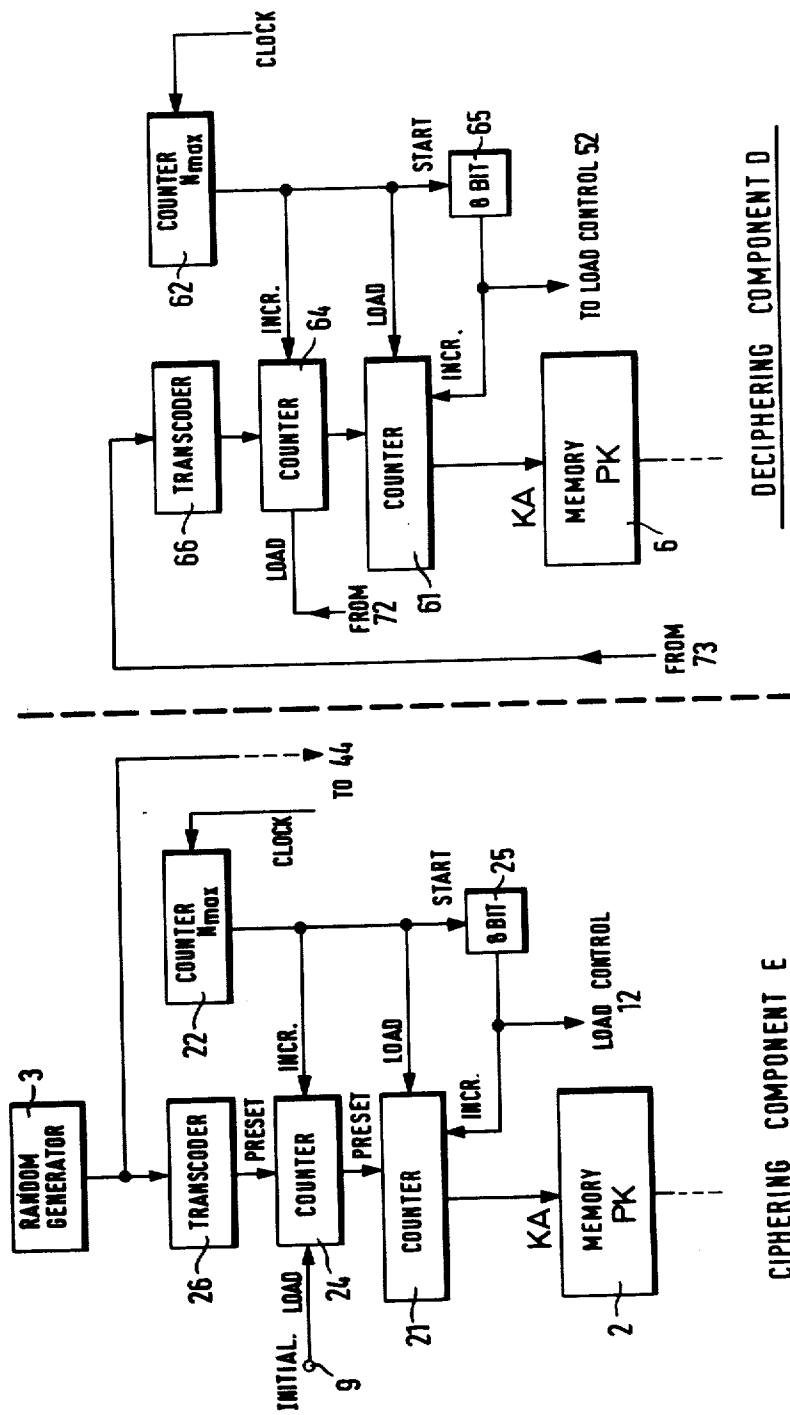 RANDOM
GENERATOR
3
TRANSCODER
26
PRESET
INITIAL. LOAD
9
COUNTER
24
INCR.
COUNTER
Nmax
22
CLOCK
TO 44
PRESET
COUNTER
21
LOAD
INCR.
START
8 BIT
25
LOAD CONTROL
12
KA
MEMORY
PK
2
CIPHERING COMPONENT E
TRANSCODER
66
COUNTER
Nmax
62
CLOCK
INCR.
COUNTER
64
LOAD
FROM
72
COUNTER
61
LOAD
INCR.
START
8 BIT
65
TO LOAD CONTROL 52
KA
MEMORY
PK
6
FROM
73
DECIPHERING COMPONENT D